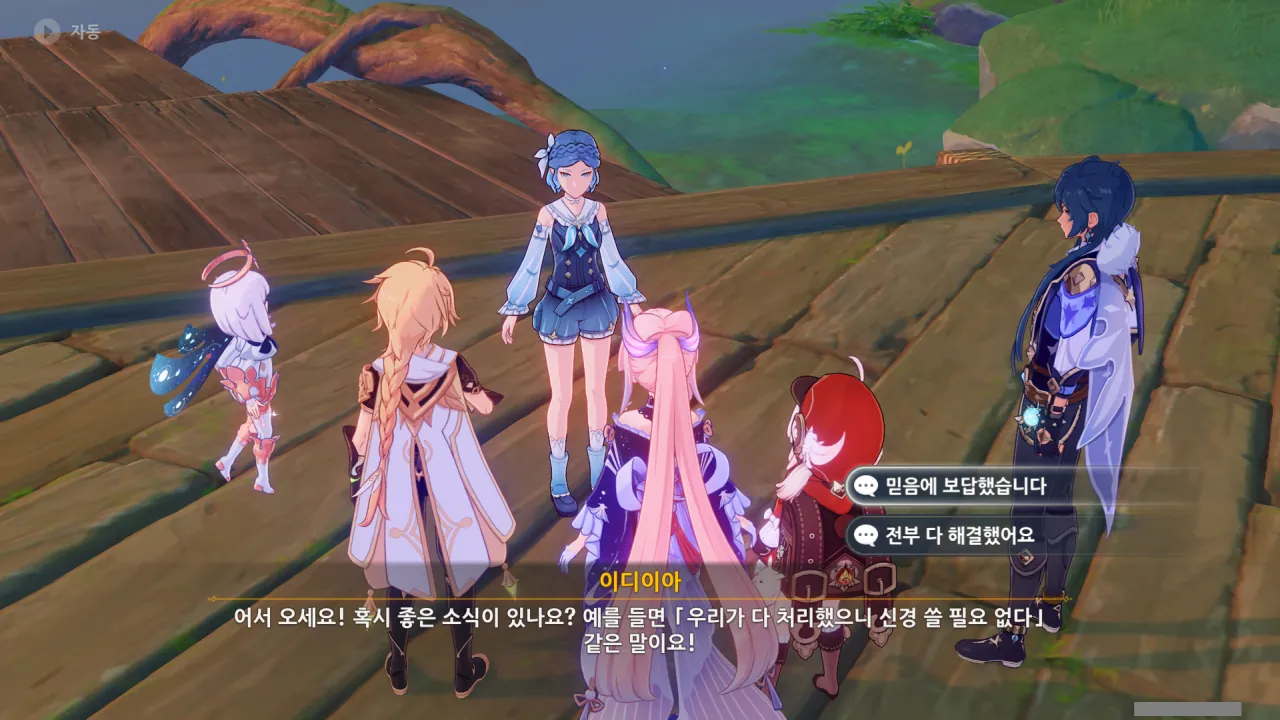 자동
믿음에 보답했습니다
전부 다 해결했어요
이디이아
어서 오세요! 혹시 좋은 소식이 있나요? 예를 들면 「우리가 다 처리했으니 신경 쓸 필요 없다」
같은 말이요!